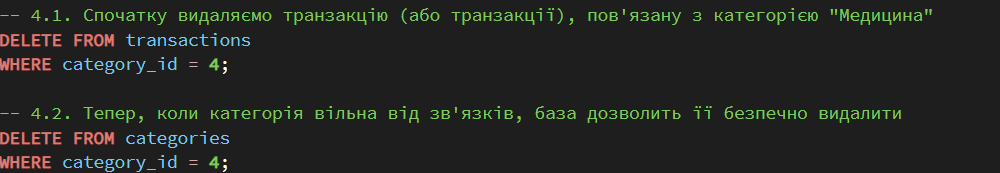 -- 4.1. Спочатку видаляємо транзакцію (або транзакції), пов'язану з категорією "Медицина"
DELETE FROM transactions
WHERE category_id = 4;
-- 4.2. Тепер, коли категорія вільна від зв'язків, база дозволить її безпечно видалити
DELETE FROM categories
WHERE category_id = 4;